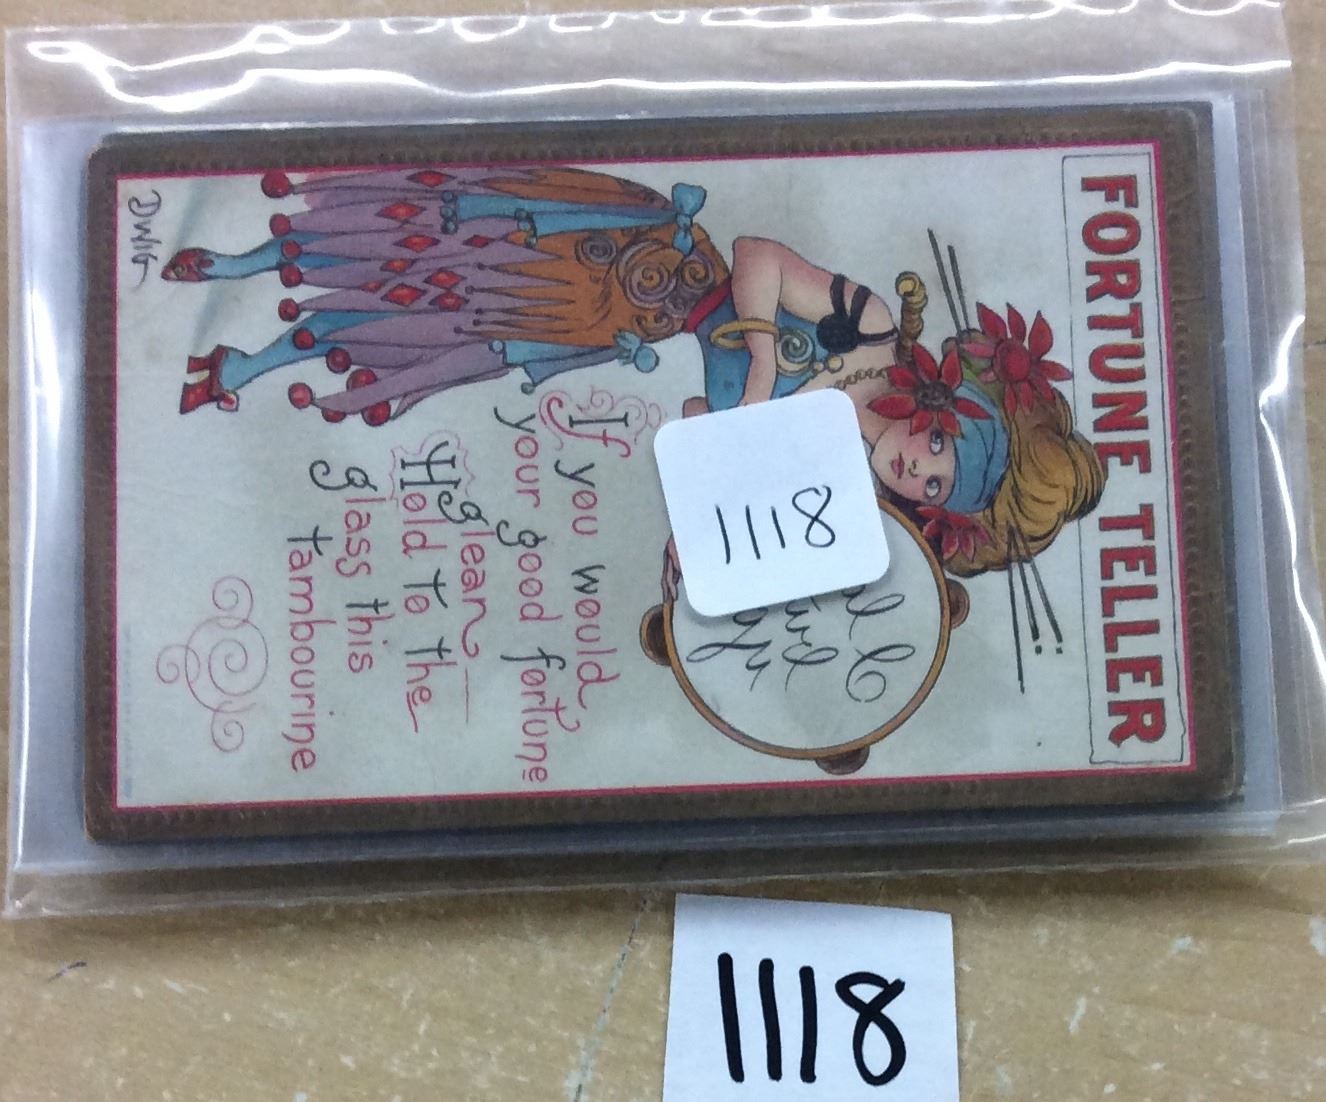 FORTUNE TELLER
If you would
your good fortune
glean
Hold to the
glass this
tambourine
DWIG
1118
1118